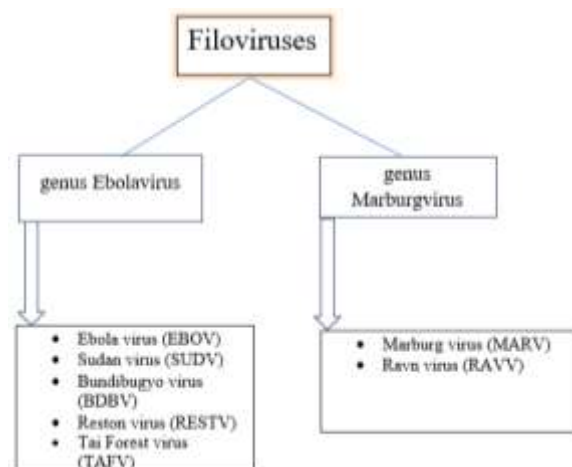 Filoviruses
genus Ebolavirus
genus
Marburgvirus
• Ebola virus (EBOV)
• Sudan virus (SUDV)
• Bundibugyo virus
(BDBV)
• Reston virus (RESTV)
• Tai Forest virus
(TAFV)
• Marburg virus (MARV)
• Ravn virus (RAVV)